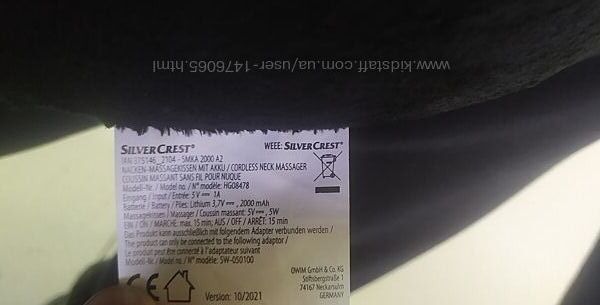 www.kidstaff.com.ua/user-1476065.html
SILVERCREST® WEEE: SILVERCREST®
IAN 375146_2104 - SMKA 2000 A2
NACKEN-MASSAGEKISSEN MIT AKKU / CORDLESS NECK MASSAGER
COUSSIN MASSANT SANS FIL POUR NUQUE
Modell-Nr. / Model no. / N° modèle: HG08478
Eingang / Input / Entrée: 5 V⎓, 1A
Batterie / Battery / Piles: Lithium 3,7V⎓, 2000 mAh
Massagekissen / Massager / Coussin massant: 5V⎓, 5W
EIN / ON / MARCHE: max. 15 min; AUS / OFF / ARRÊT: 15 min
Das Produkt kann ausschließlich mit folgendem Adapter verbunden werden /
The product can only be connected to the following adaptor /
Le produit peut être connecté à l'adaptateur suivant
Modell-Nr. / Model no. / N° modèle: 5W-050100
CE
Version: 10/2021
OWIM GmbH & Co. KG
Stiftsbergstraße 1
74167 Neckarsulm
GERMANY